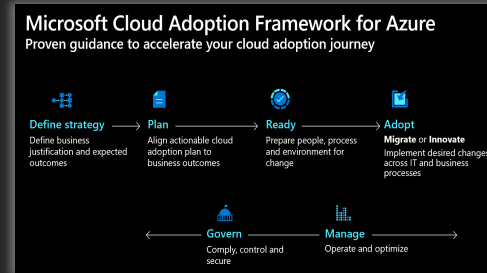 Microsoft Cloud Adoption Framework for Azure
Proven guidance to accelerate your cloud adoption journey
Define strategy
Define business
justification and expected
outcomes
Plan
Align actionable cloud
adoption plan to
business outcomes
Ready
Prepare people, process
and environment for
change
Adopt
Migrate or Innovate
Implement desired changes
across IT and business
processes
Govern
Comply, control and
secure
Manage
Operate and optimize